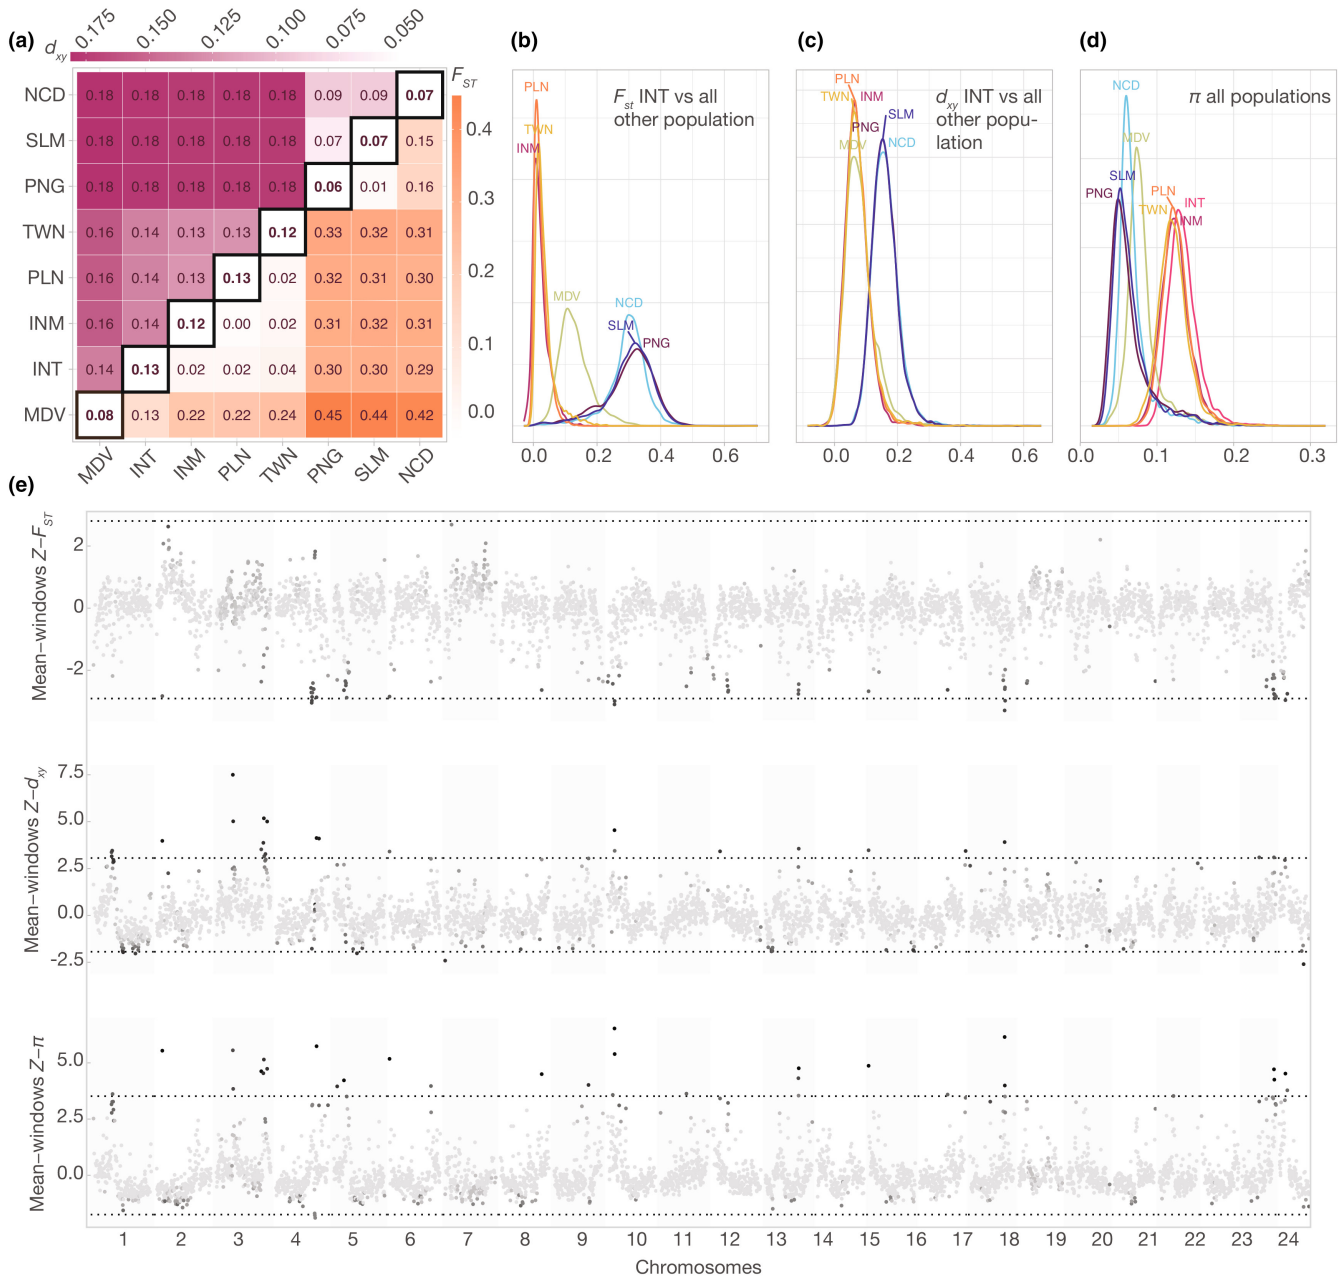 (a)
d_xy 0.175 0.150 0.125 0.100 0.075 0.050
F_ST
NCD 0.18 0.18 0.18 0.18 0.18 0.09 0.09 0.07
SLM 0.18 0.18 0.18 0.18 0.18 0.07 0.07 0.15
PNG 0.18 0.18 0.18 0.18 0.18 0.06 0.01 0.16
TWN 0.16 0.14 0.13 0.13 0.12 0.33 0.32 0.31
PLN 0.16 0.14 0.13 0.13 0.02 0.32 0.31 0.30
INM 0.16 0.14 0.12 0.00 0.02 0.31 0.32 0.31
INT 0.14 0.13 0.02 0.02 0.04 0.30 0.30 0.29
MDV 0.08 0.13 0.22 0.22 0.24 0.45 0.44 0.42
MDV INT INM PLN TWN PNG SLM NCD
0.4
0.3
0.2
0.1
0.0
(b)
F_st INT vs all
other population
PLN
TWN
INM
MDV
NCD
SLM
PNG
0.0 0.2 0.4 0.6
(c)
d_xy INT vs all
other popu-
lation
PLN
TWN INM
SLM
PNG
MDV NCD
0.0 0.2 0.4 0.6
(d)
π all populations
NCD
MDV
SLM
PNG
PLN
INT
TWN
INM
0.0 0.1 0.2 0.3
(e)
Mean−windows Z−F_ST
2
0
-2
Mean−windows Z−d_xy
7.5
5.0
2.5
0.0
-2.5
Mean−windows Z−π
5.0
2.5
0.0
1 2 3 4 5 6 7 8 9 10 11 12 13 14 15 16 17 18 19 20 21 22 23 24
Chromosomes